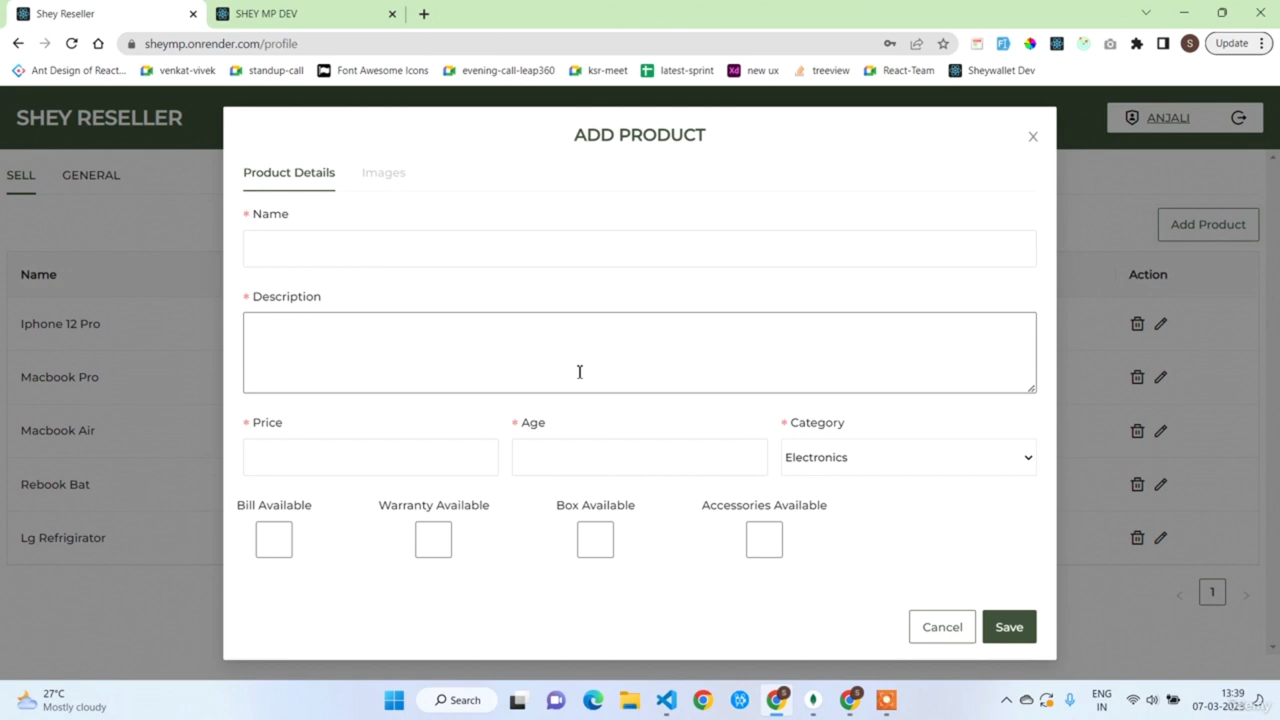 Shey Reseller
SHEY MP DEV
sheymp.onrender.com/profile
S
Update
Ant Design of React...
venkat-vivek
standup-call
Font Awesome Icons
evening-call-leap360
ksr-meet
latest-sprint
Xd
new ux
treeview
React-Team
Sheywallet Dev
SHEY RESELLER
ANJALI
SELL
GENERAL
Add Product
Name
Action
Iphone 12 Pro
Macbook Pro
Macbook Air
Rebook Bat
Lg Refrigirator
1
ADD PRODUCT
Product Details
Images
* Name
* Description
* Price
* Age
* Category
Electronics
Bill Available
Warranty Available
Box Available
Accessories Available
Cancel
Save
27°C
Mostly cloudy
Search
ENG
IN
13:39